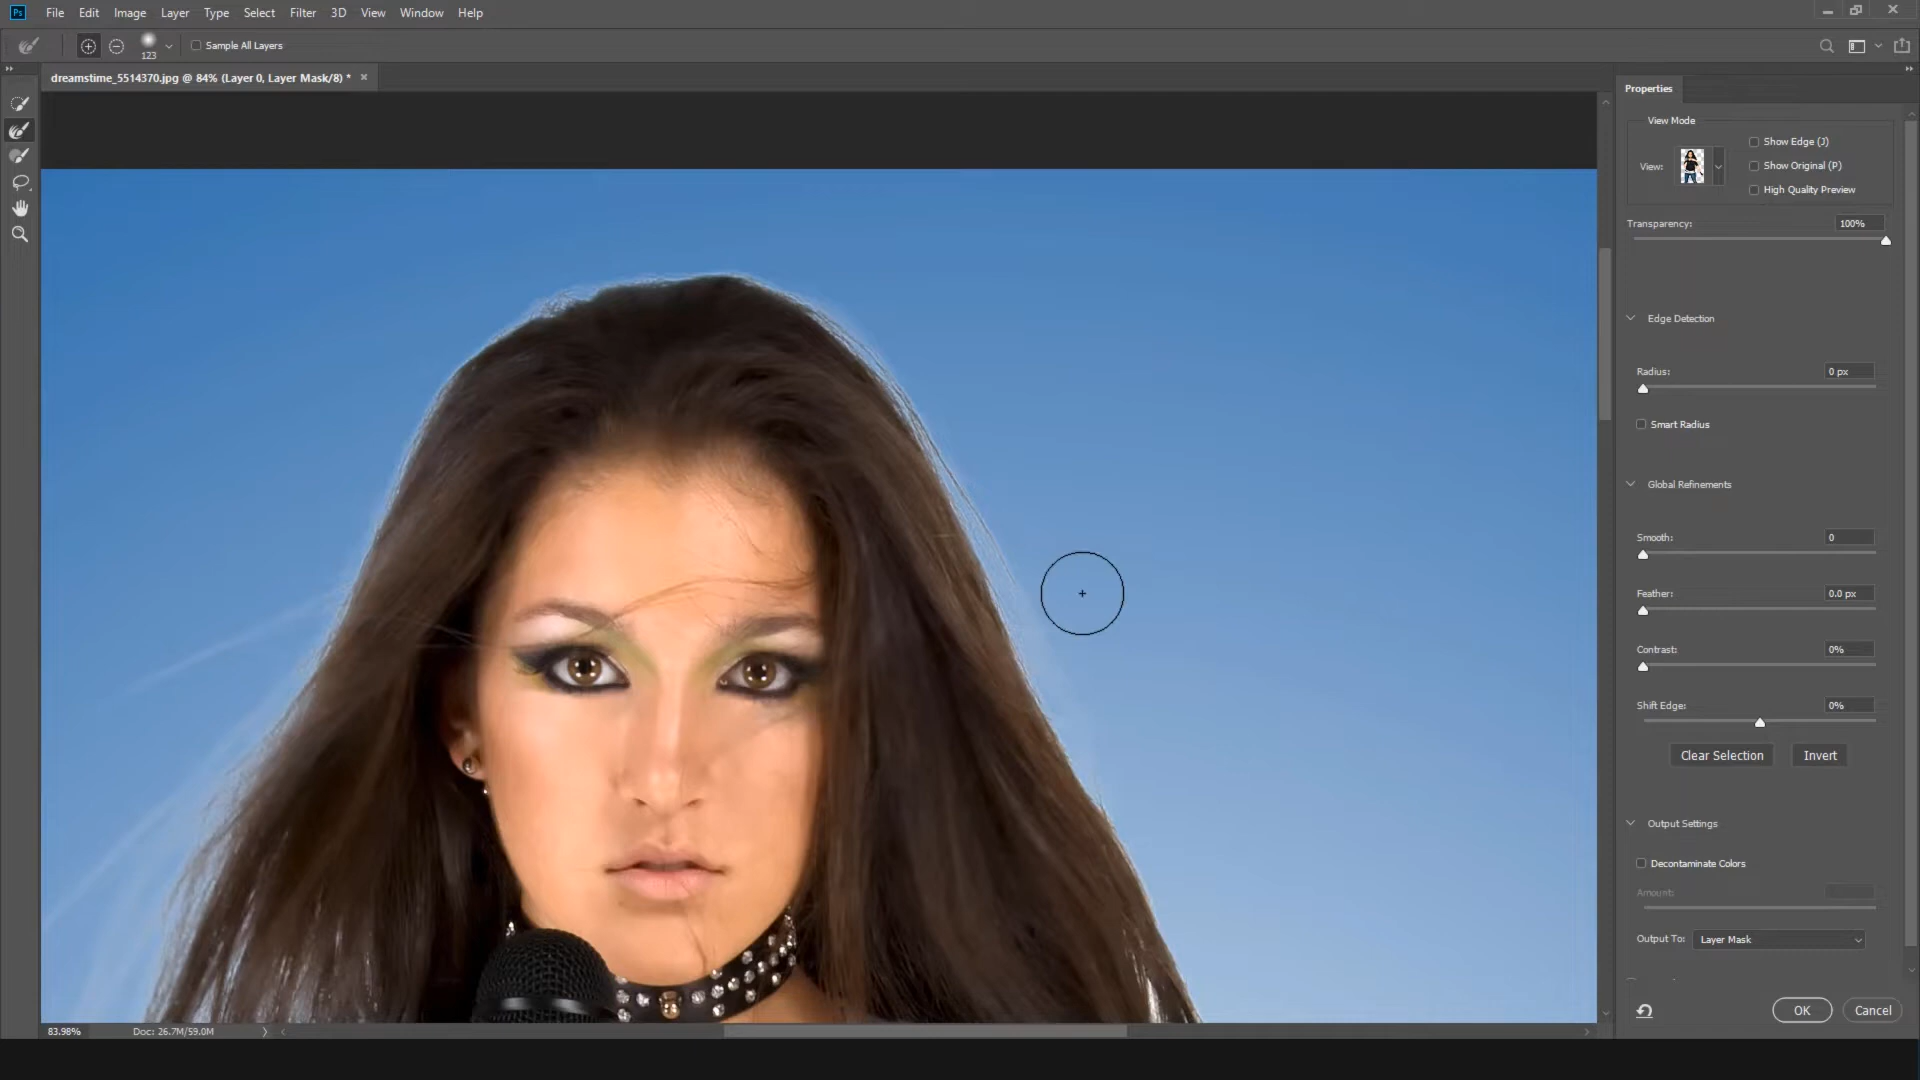 Ps File Edit Image Layer Type Select Filter 3D View Window Help
123 Sample All Layers
dreamstime_5514370.jpg @ 84% (Layer 0, Layer Mask/8) * ×
Properties
View Mode
Show Edge (J)
View:
Show Original (P)
High Quality Preview
Transparency: 100%
Edge Detection
Radius: 0 px
Smart Radius
Global Refinements
Smooth: 0
Feather: 0.0 px
Contrast: 0%
Shift Edge: 0%
Clear Selection Invert
Output Settings
Decontaminate Colors
Amount:
Output To: Layer Mask
OK Cancel
83.98% Doc: 26.7M/59.0M